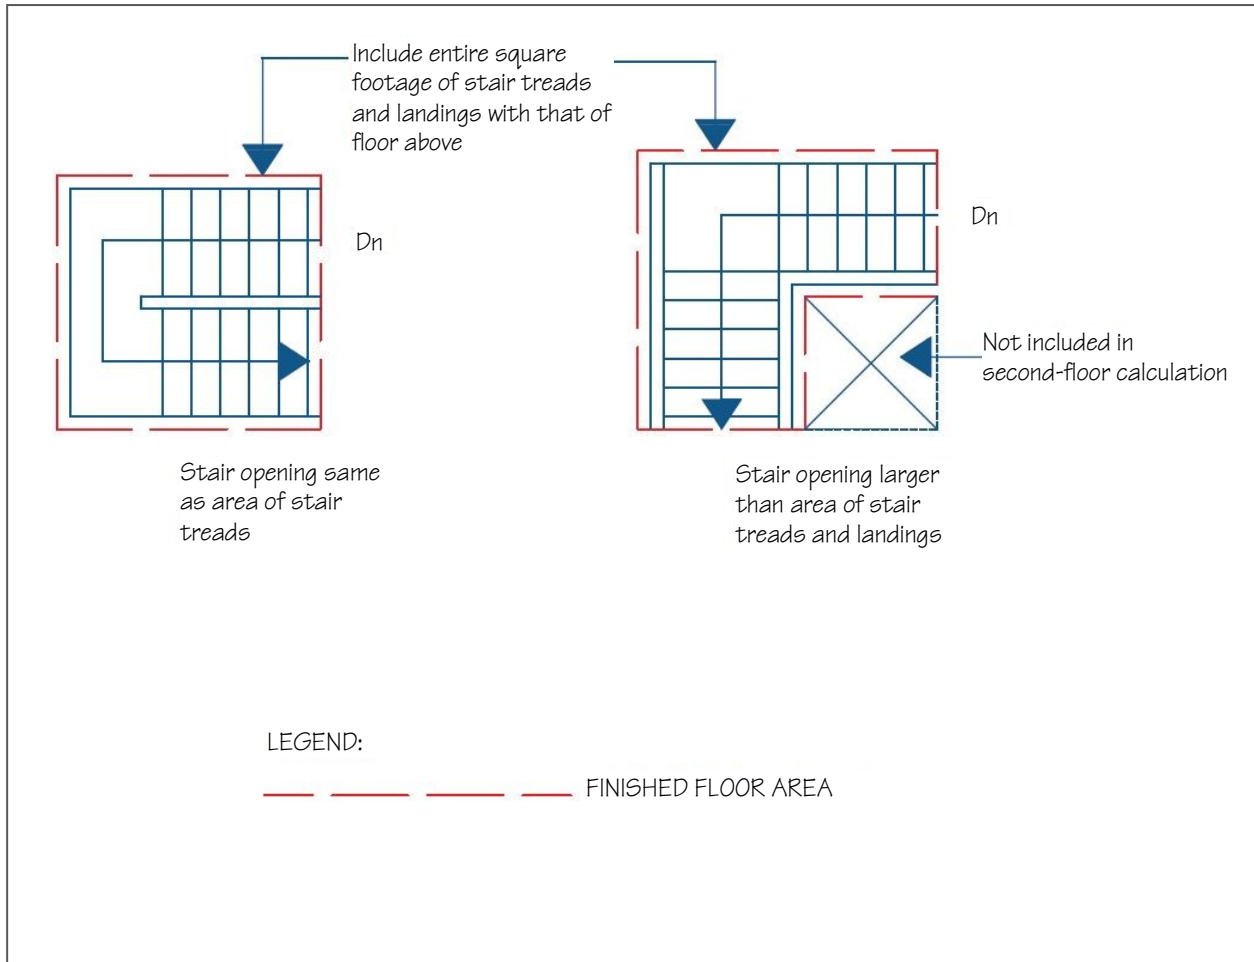 Include entire square
footage of stair treads
and landings with that of
floor above
Dn
Dn
Not included in
second-floor calculation
Stair opening same
as area of stair
treads
Stair opening larger
than area of stair
treads and landings
LEGEND:
FINISHED FLOOR AREA